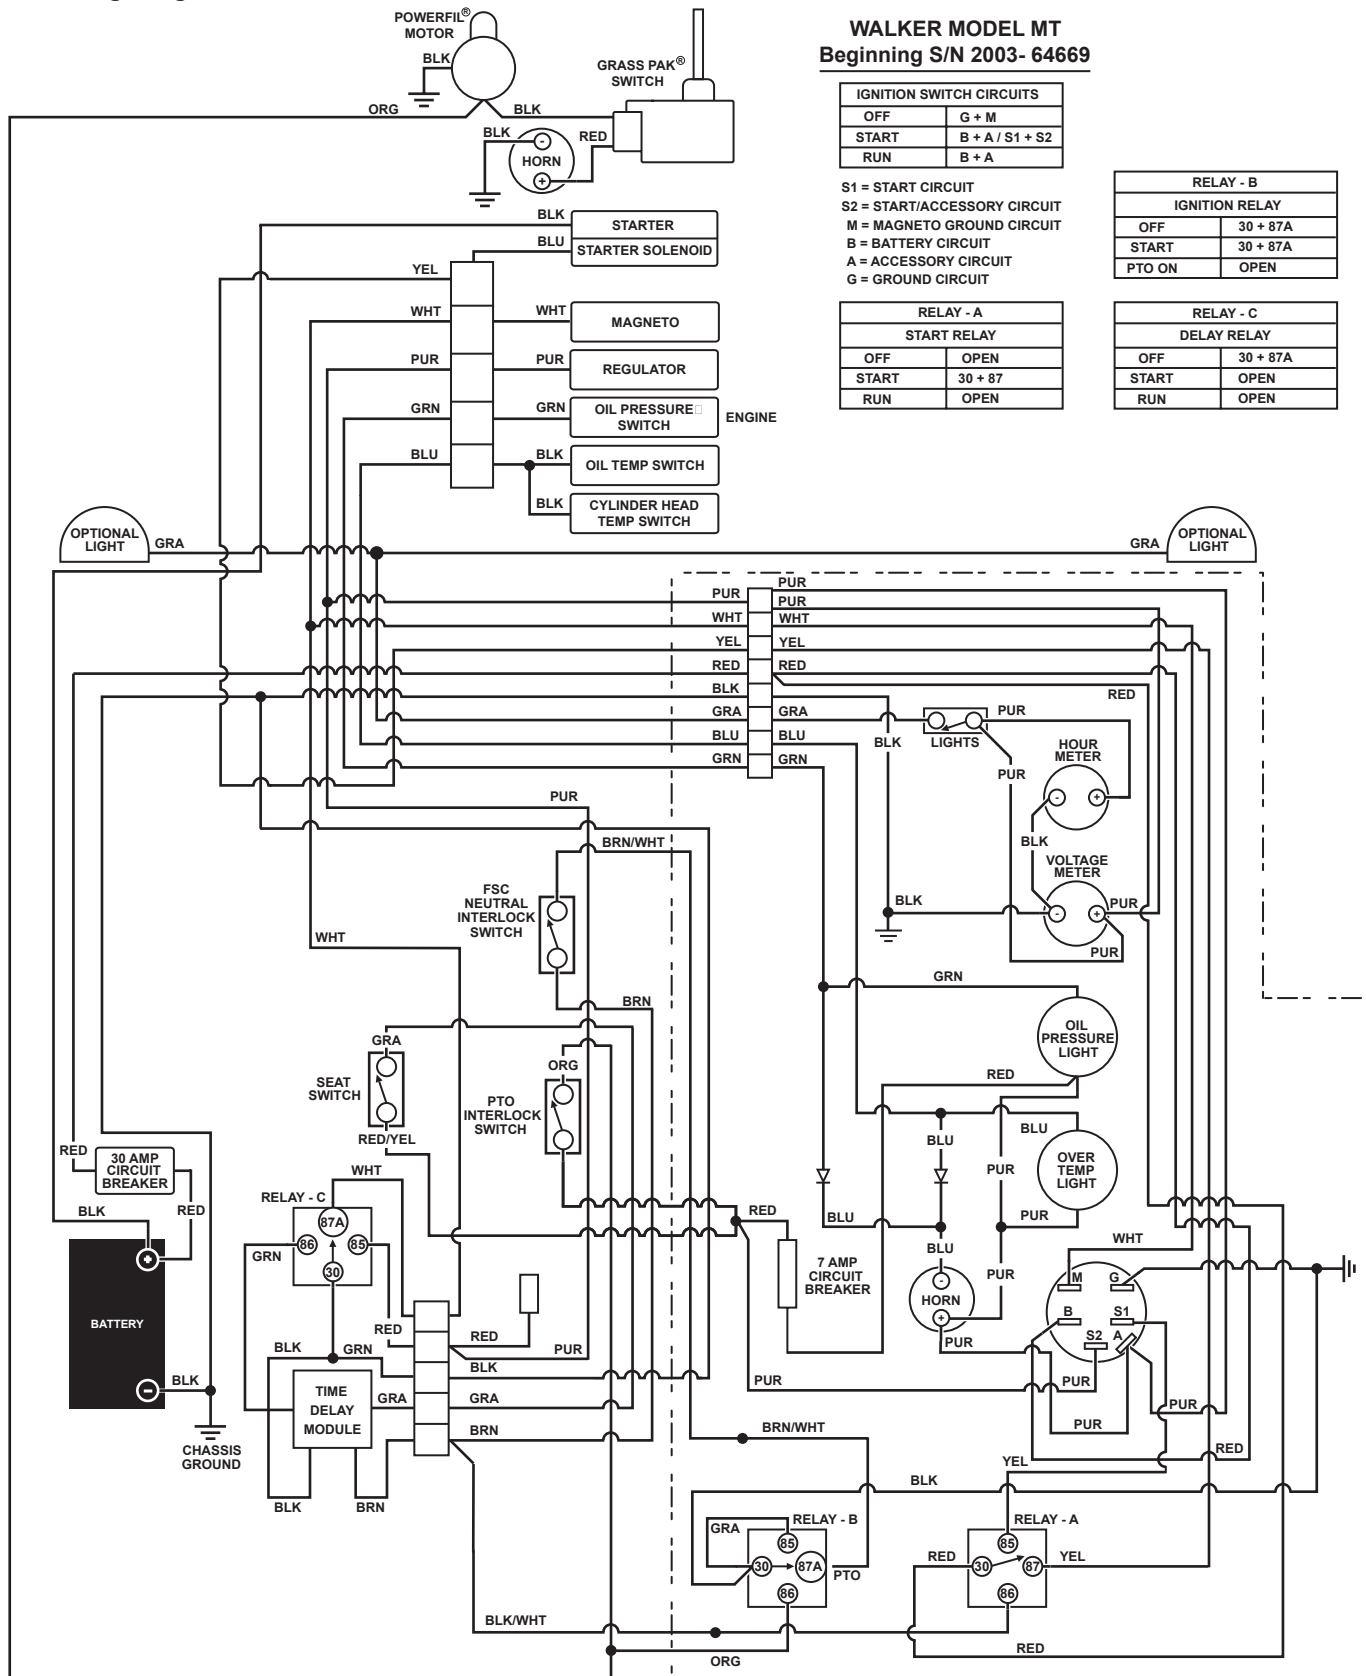 WALKER MODEL MT
Beginning S/N 2003- 64669
IGNITION SWITCH CIRCUITS
OFF G + M
START B + A / S1 + S2
RUN B + A
S1 = START CIRCUIT
S2 = START/ACCESSORY CIRCUIT
M = MAGNETO GROUND CIRCUIT
B = BATTERY CIRCUIT
A = ACCESSORY CIRCUIT
G = GROUND CIRCUIT
RELAY - B
IGNITION RELAY
OFF 30 + 87A
START 30 + 87A
PTO ON OPEN
RELAY - A
START RELAY
OFF OPEN
START 30 + 87
RUN OPEN
RELAY - C
DELAY RELAY
OFF 30 + 87A
START OPEN
RUN OPEN
POWERFIL®
MOTOR
BLK
ORG
BLK
GRASS PAK®
SWITCH
BLK
RED
HORN
-
+
BLK
STARTER
BLU
STARTER SOLENOID
YEL
WHT
WHT
MAGNETO
PUR
PUR
REGULATOR
GRN
GRN
OIL PRESSURE
SWITCH
ENGINE
BLU
BLK
OIL TEMP SWITCH
BLK
CYLINDER HEAD
TEMP SWITCH
OPTIONAL
LIGHT
GRA
GRA
OPTIONAL
LIGHT
PUR
PUR
PUR
WHT
WHT
YEL
YEL
RED
RED
BLK
RED
GRA
GRA
PUR
BLU
BLU
BLK
LIGHTS
HOUR
METER
GRN
GRN
PUR
-
+
PUR
BLK
BRN/WHT
VOLTAGE
METER
FSC
NEUTRAL
INTERLOCK
SWITCH
BLK
-
+
PUR
WHT
PUR
GRN
BRN
GRA
OIL
PRESSURE
LIGHT
SEAT
SWITCH
ORG
RED
PTO
INTERLOCK
SWITCH
RED/YEL
BLU
BLU
RED
30 AMP
CIRCUIT
BREAKER
OVER
TEMP
LIGHT
WHT
PUR
RELAY - C
BLK
RED
RED
BLU
PUR
87A
86
85
30
GRN
WHT
BLU
7 AMP
CIRCUIT
BREAKER
PUR
-
HORN
+
M
G
B
S1
S2
A
BATTERY
+
-
RED
RED
PUR
PUR
BLK
GRN
BLK
BLK
TIME
DELAY
MODULE
GRA
GRA
PUR
PUR
PUR
PUR
CHASSIS
GROUND
BRN
BRN/WHT
RED
YEL
BLK
BLK
BRN
RELAY - B
RELAY - A
GRA
85
85
30
87A
PTO
RED
30
87
YEL
86
86
BLK/WHT
ORG
RED